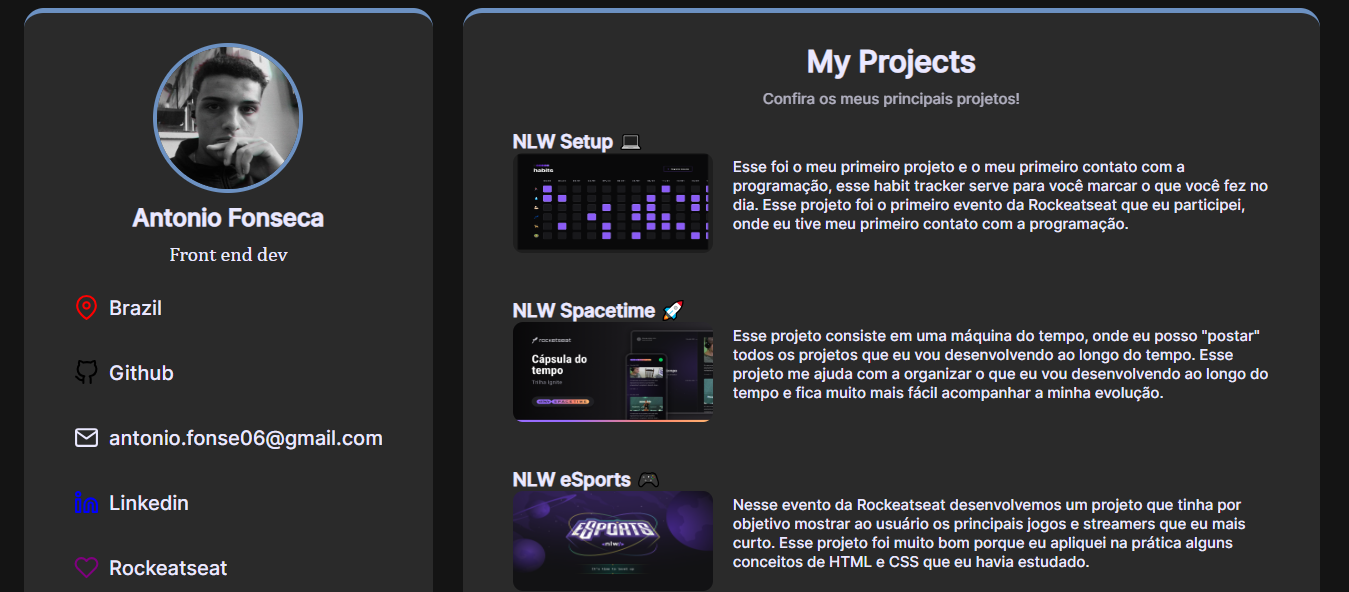 Antonio Fonseca
Front end dev
Brazil
Github
antonio.fonse06@gmail.com
Linkedin
Rockeatseat
My Projects
Confira os meus principais projetos!
NLW Setup
habits
Esse foi o meu primeiro projeto e o meu primeiro contato com a
programação, esse habit tracker serve para você marcar o que você fez no
dia. Esse projeto foi o primeiro evento da Rockeatseat que eu participei,
onde eu tive meu primeiro contato com a programação.
NLW Spacetime
rocketseat
Cápsula do
tempo
Trilha Ignite
Esse projeto consiste em uma máquina do tempo, onde eu posso "postar"
todos os projetos que eu vou desenvolvendo ao longo do tempo. Esse
projeto me ajuda com a organizar o que eu vou desenvolvendo ao longo do
tempo e fica muito mais fácil acompanhar a minha evolução.
NLW eSports
ESPORTS
nlw
Nesse evento da Rockeatseat desenvolvemos um projeto que tinha por
objetivo mostrar ao usuário os principais jogos e streamers que eu mais
curto. Esse projeto foi muito bom porque eu apliquei na prática alguns
conceitos de HTML e CSS que eu havia estudado.